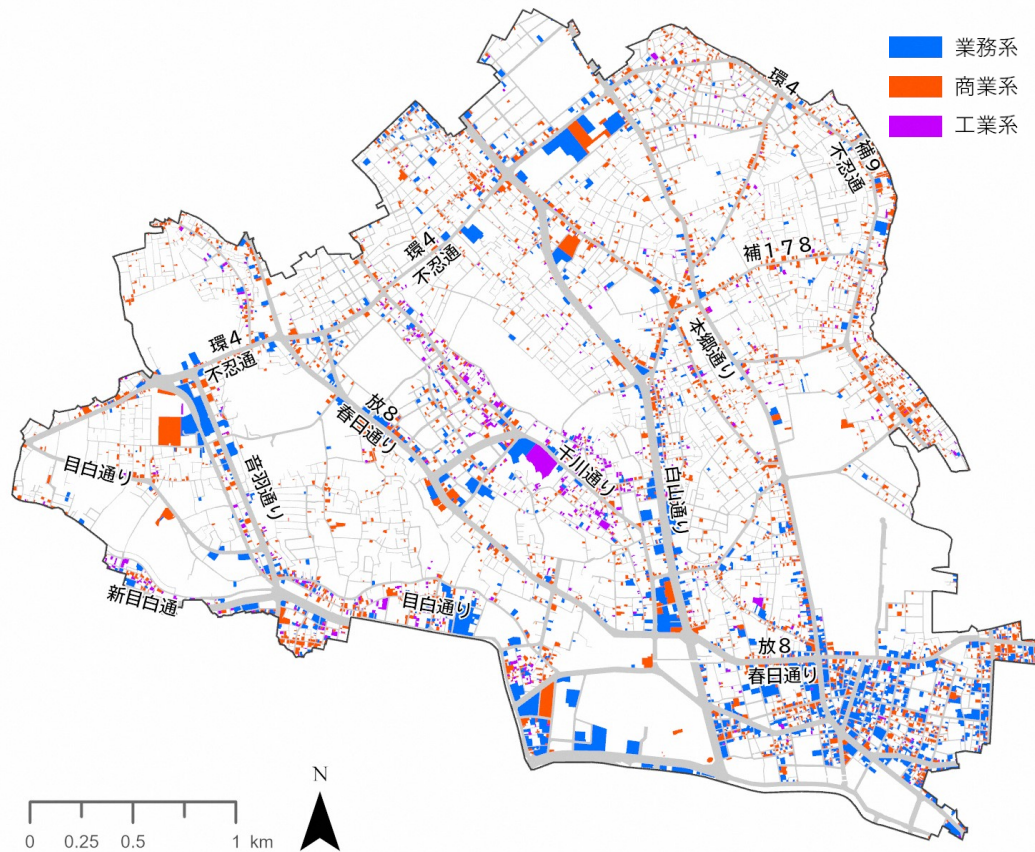 業務系
商業系
工業系
環4
補9
不忍通
環4
不忍通
補178
本郷通り
環4
不忍通
放8
春日通り
目白通り
音羽通り
千川通り
白山通り
新目白通
目白通り
放8
春日通り
N
0 0.25 0.5 1 km